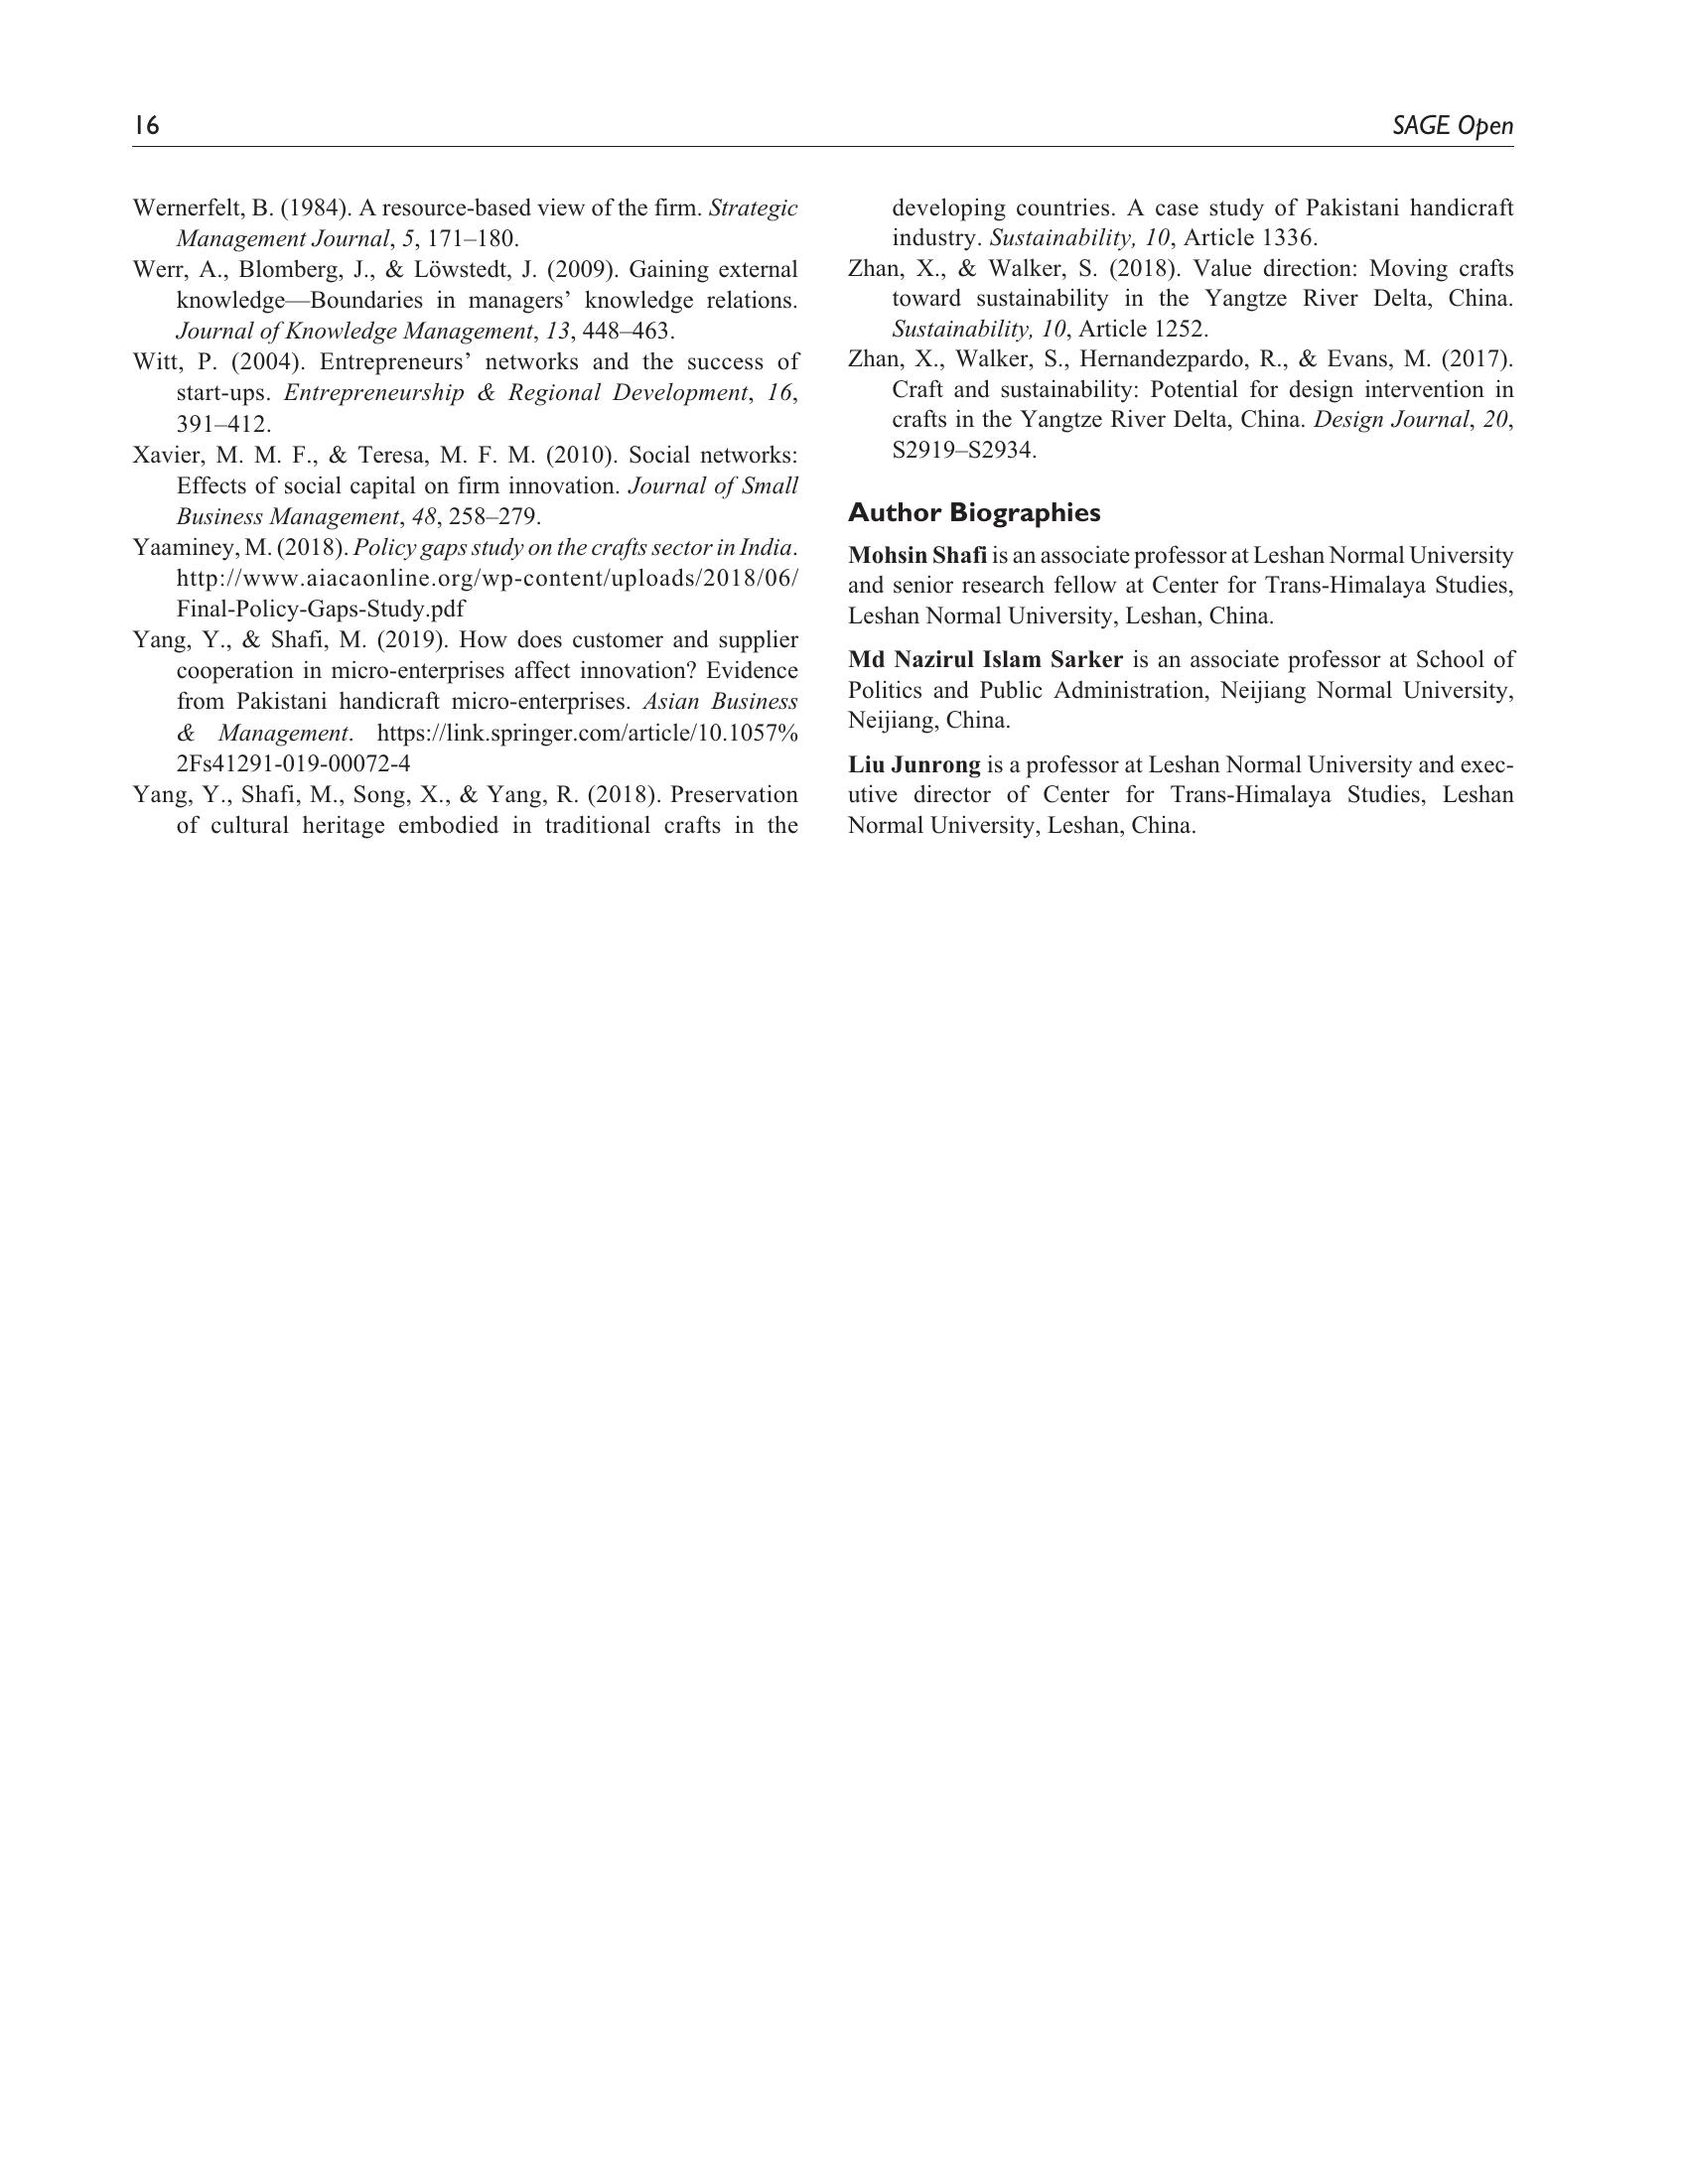 16
SAGE Open
Wernerfelt, B. (1984). A resource-based view of the firm. Strategic
Management Journal, 5, 171–180.
Werr, A., Blomberg, J., & Löwstedt, J. (2009). Gaining external
knowledge—Boundaries in managers’ knowledge relations.
Journal of Knowledge Management, 13, 448–463.
Witt, P. (2004). Entrepreneurs’ networks and the success of
start-ups. Entrepreneurship & Regional Development, 16,
391–412.
Xavier, M. M. F., & Teresa, M. F. M. (2010). Social networks:
Effects of social capital on firm innovation. Journal of Small
Business Management, 48, 258–279.
Yaaminey, M. (2018). Policy gaps study on the crafts sector in India.
http://www.aiacaonline.org/wp-content/uploads/2018/06/
Final-Policy-Gaps-Study.pdf
Yang, Y., & Shafi, M. (2019). How does customer and supplier
cooperation in micro-enterprises affect innovation? Evidence
from Pakistani handicraft micro-enterprises. Asian Business
& Management. https://link.springer.com/article/10.1057%
2Fs41291-019-00072-4
Yang, Y., Shafi, M., Song, X., & Yang, R. (2018). Preservation
of cultural heritage embodied in traditional crafts in the
developing countries. A case study of Pakistani handicraft
industry. Sustainability, 10, Article 1336.
Zhan, X., & Walker, S. (2018). Value direction: Moving crafts
toward sustainability in the Yangtze River Delta, China.
Sustainability, 10, Article 1252.
Zhan, X., Walker, S., Hernandezpardo, R., & Evans, M. (2017).
Craft and sustainability: Potential for design intervention in
crafts in the Yangtze River Delta, China. Design Journal, 20,
S2919–S2934.
Author Biographies
Mohsin Shafi is an associate professor at Leshan Normal University
and senior research fellow at Center for Trans-Himalaya Studies,
Leshan Normal University, Leshan, China.
Md Nazirul Islam Sarker is an associate professor at School of
Politics and Public Administration, Neijiang Normal University,
Neijiang, China.
Liu Junrong is a professor at Leshan Normal University and exec-
utive director of Center for Trans-Himalaya Studies, Leshan
Normal University, Leshan, China.